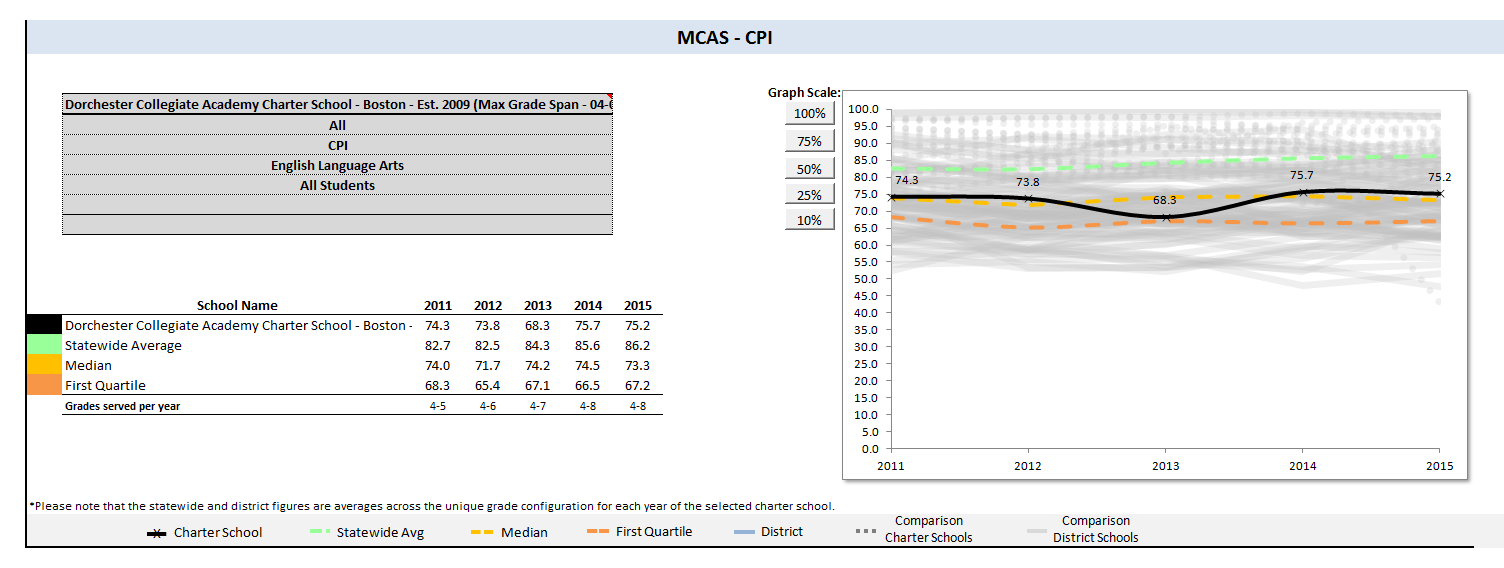 MCAS - CPI
Dorchester Collegiate Academy Charter School - Boston - Est. 2009 (Max Grade Span - 04-
All
CPI
English Language Arts
All Students
Graph Scale:
100%
75%
50%
25%
10%
100.0
95.0
90.0
85.0
80.0
75.0
70.0
65.0
60.0
55.0
50.0
45.0
40.0
35.0
30.0
25.0
20.0
15.0
10.0
5.0
0.0
74.3 73.8 68.3 75.7 75.2
2011 2012 2013 2014 2015
School Name 2011 2012 2013 2014 2015
Dorchester Collegiate Academy Charter School - Boston - 74.3 73.8 68.3 75.7 75.2
Statewide Average 82.7 82.5 84.3 85.6 86.2
Median 74.0 71.7 74.2 74.5 73.3
First Quartile 68.3 65.4 67.1 66.5 67.2
Grades served per year 4-5 4-6 4-7 4-8 4-8
*Please note that the statewide and district figures are averages across the unique grade configuration for each year of the selected charter school.
Charter School Statewide Avg Median First Quartile District Comparison Charter Schools Comparison District Schools